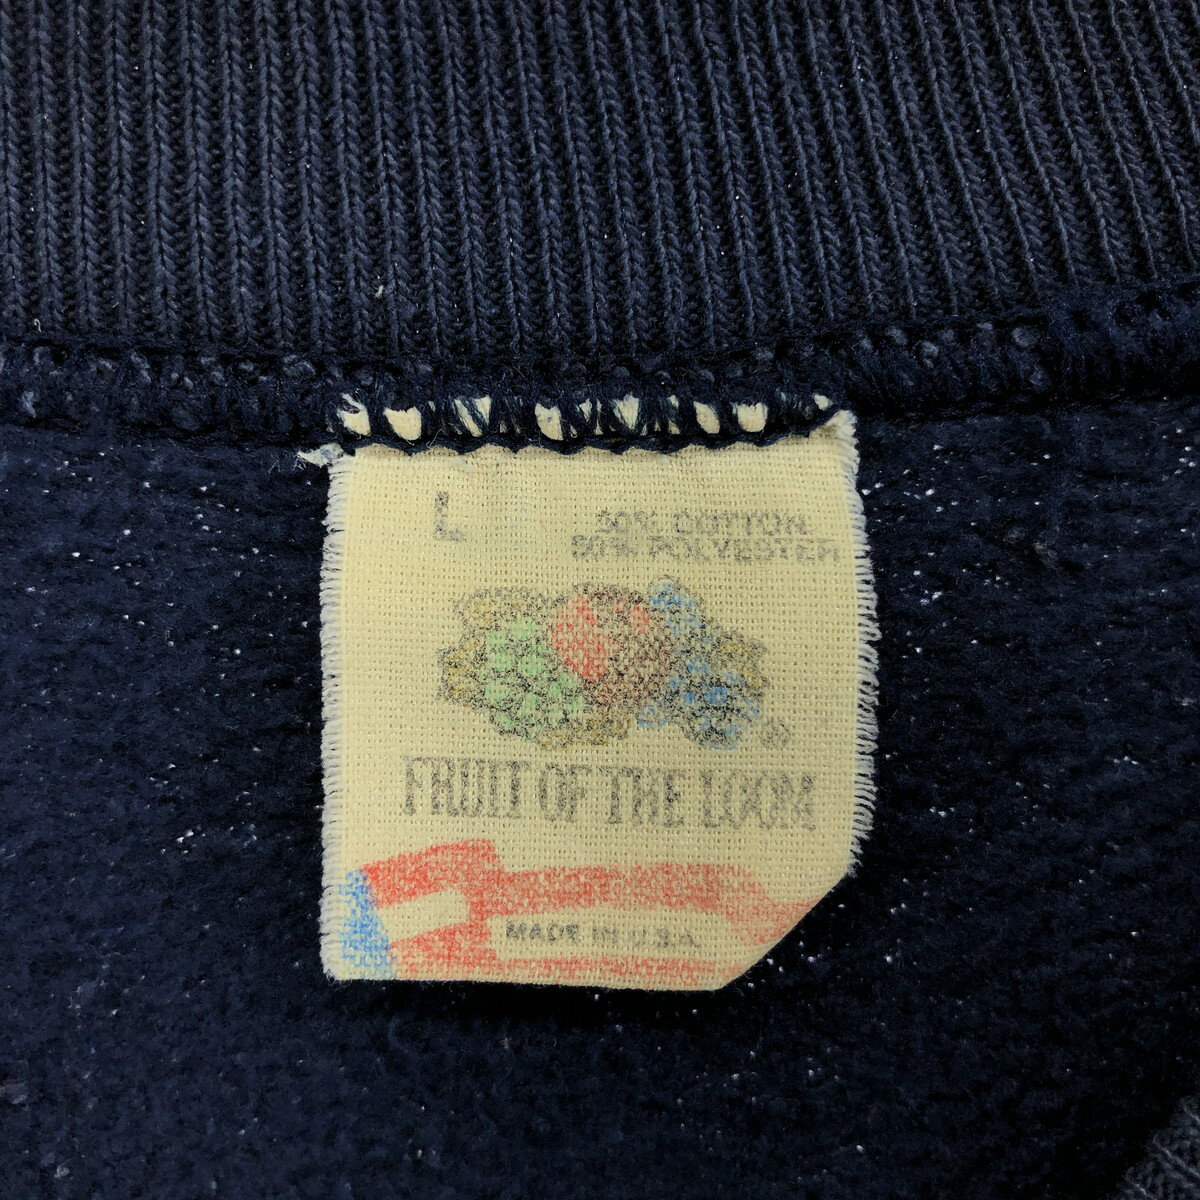 L
50% COTTON
50% POLYESTER
®
FRUIT OF THE LOOM
MADE IN U.S.A.